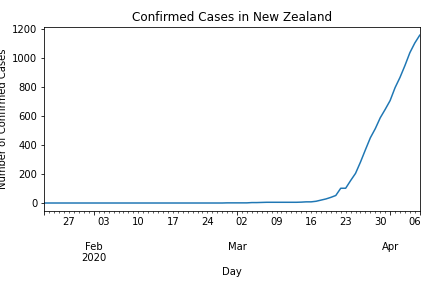 Confirmed Cases in New Zealand
Number of Confirmed Cases
1200
1000
800
600
400
200
0
27 03 10 17 24 02 09 16 23 30 06
Feb Mar Apr
2020
Day